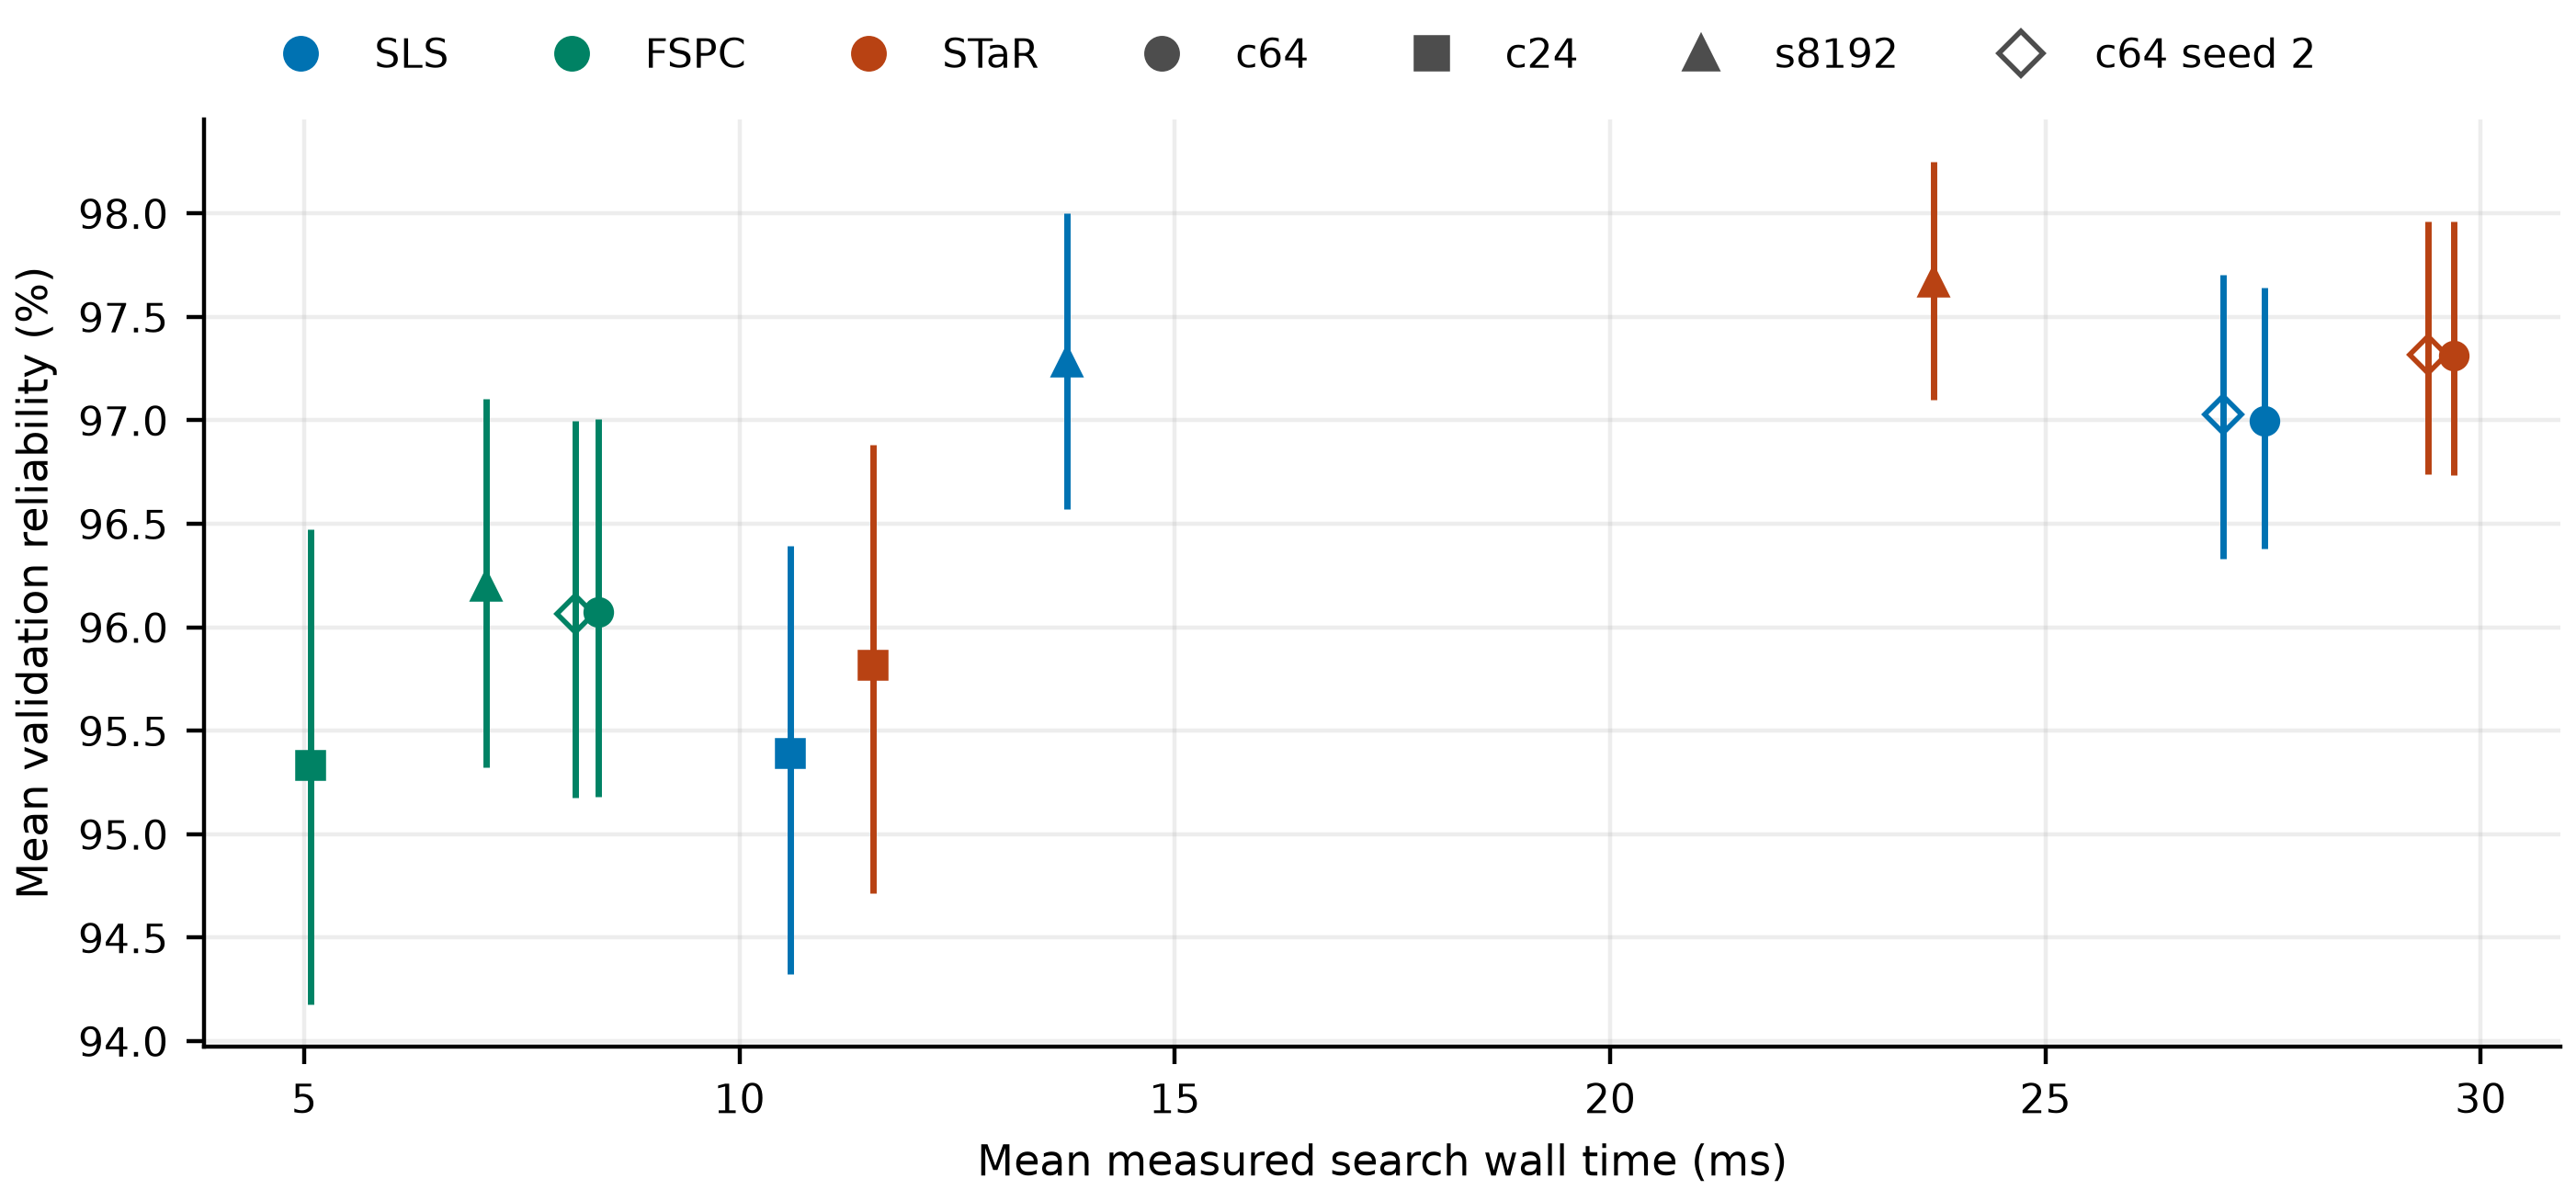 SLS FSPC STaR c64 c24 s8192 c64 seed 2
Mean validation reliability (%)
98.0
97.5
97.0
96.5
96.0
95.5
95.0
94.5
94.0
5 10 15 20 25 30
Mean measured search wall time (ms)